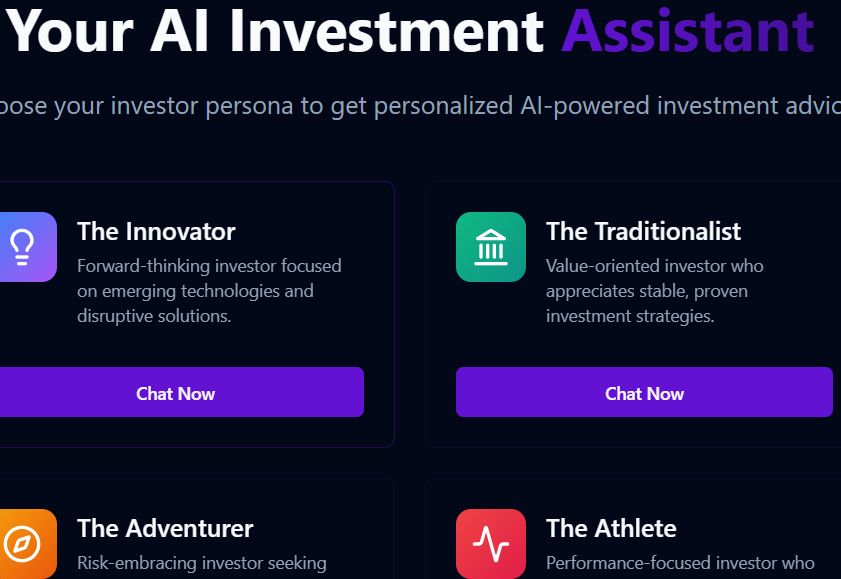 Your AI Investment Assistant
your investor persona to get personalized AI-powered investment
The Innovator
Forward-thinking investor focused
on emerging technologies and
disruptive solutions.
Chat Now
The Traditionalist
Value-oriented investor who
appreciates stable, proven
investment strategies.
Chat Now
The Adventurer
Risk-embracing investor seeking
The Athlete
Performance-focused investor who